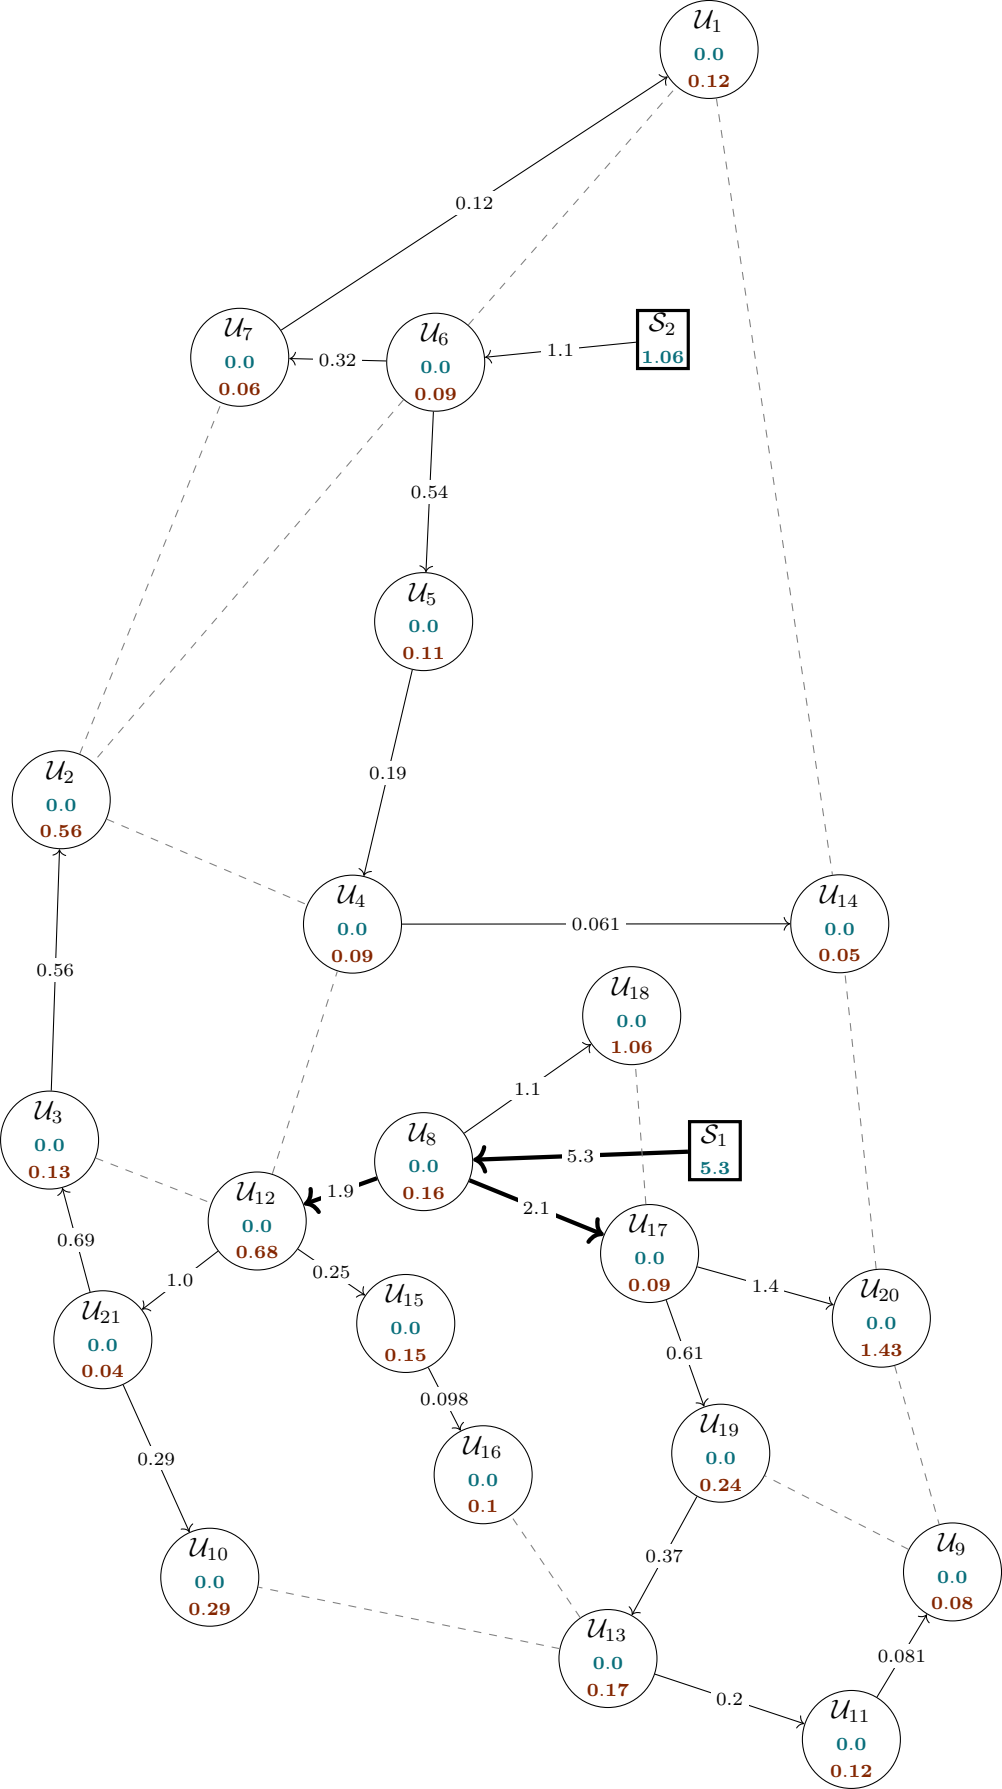 𝒰₁
0.0
0.12
0.12
𝒰₇
0.0
0.06
0.32
𝒰₆
0.0
0.09
1.1
𝒮₂
1.06
0.54
𝒰₅
0.0
0.11
0.19
𝒰₂
0.0
0.56
𝒰₄
0.0
0.09
0.061
𝒰₁₄
0.0
0.05
0.56
𝒰₁₈
0.0
1.06
1.1
𝒰₃
0.0
0.13
𝒰₈
0.0
0.16
5.3
𝒮₁
5.3
1.9
2.1
𝒰₁₂
0.0
0.68
𝒰₁₇
0.0
0.09
0.69
1.0
0.25
1.4
𝒰₂₀
0.0
1.43
𝒰₂₁
0.0
0.04
𝒰₁₅
0.0
0.15
0.61
0.098
0.29
𝒰₁₆
0.0
0.1
𝒰₁₉
0.0
0.24
0.37
𝒰₁₀
0.0
0.29
𝒰₉
0.0
0.08
𝒰₁₃
0.0
0.17
0.081
0.2
𝒰₁₁
0.0
0.12